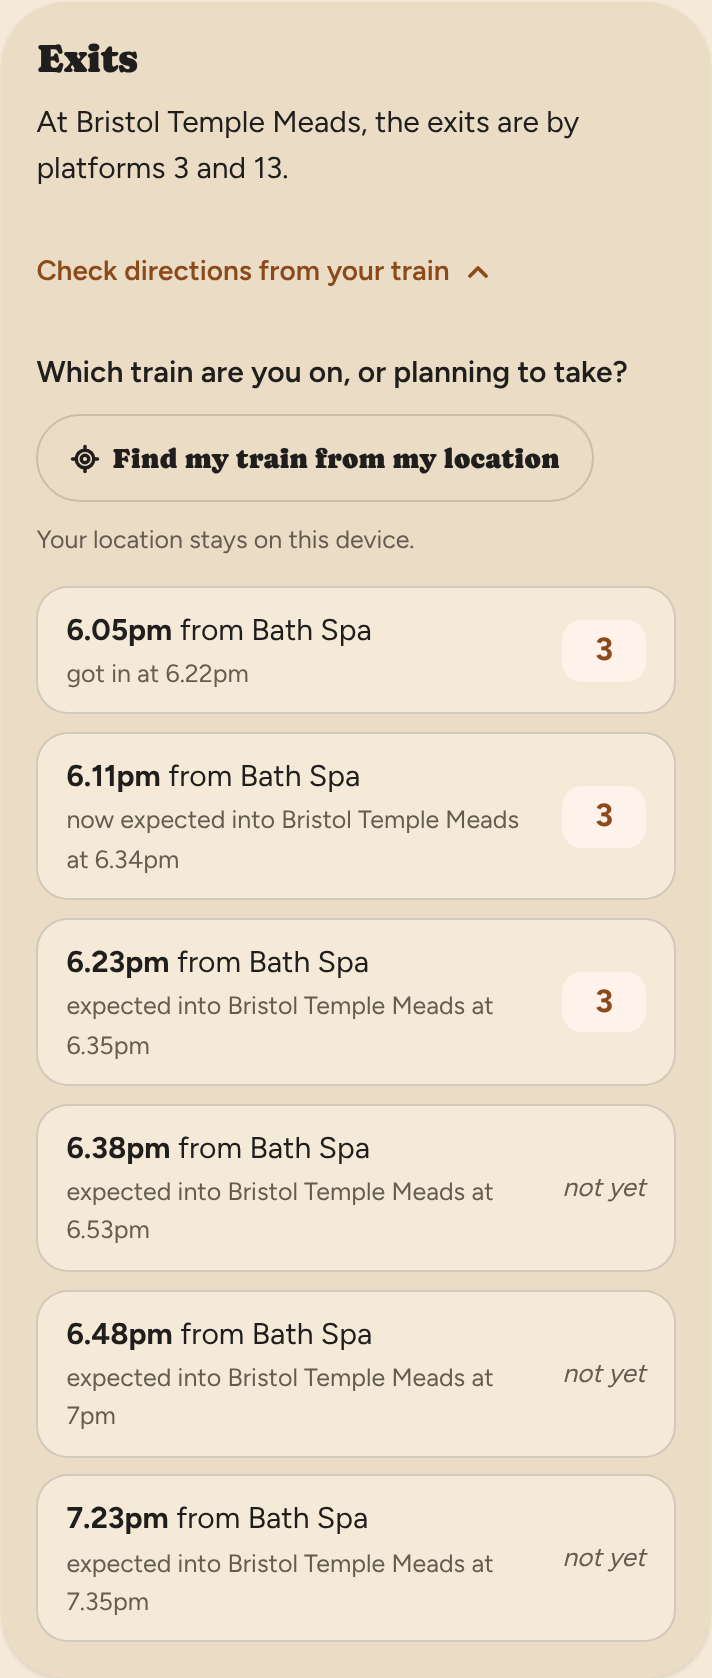 Exits
At Bristol Temple Meads, the exits are by
platforms 3 and 13.
Check directions from your train
Which train are you on, or planning to take?
Find my train from my location
Your location stays on this device.
6.05pm from Bath Spa
got in at 6.22pm
3
6.11pm from Bath Spa
now expected into Bristol Temple Meads
at 6.34pm
3
6.23pm from Bath Spa
expected into Bristol Temple Meads at
6.35pm
3
6.38pm from Bath Spa
expected into Bristol Temple Meads at
6.53pm
not yet
6.48pm from Bath Spa
expected into Bristol Temple Meads at
7pm
not yet
7.23pm from Bath Spa
expected into Bristol Temple Meads at
7.35pm
not yet